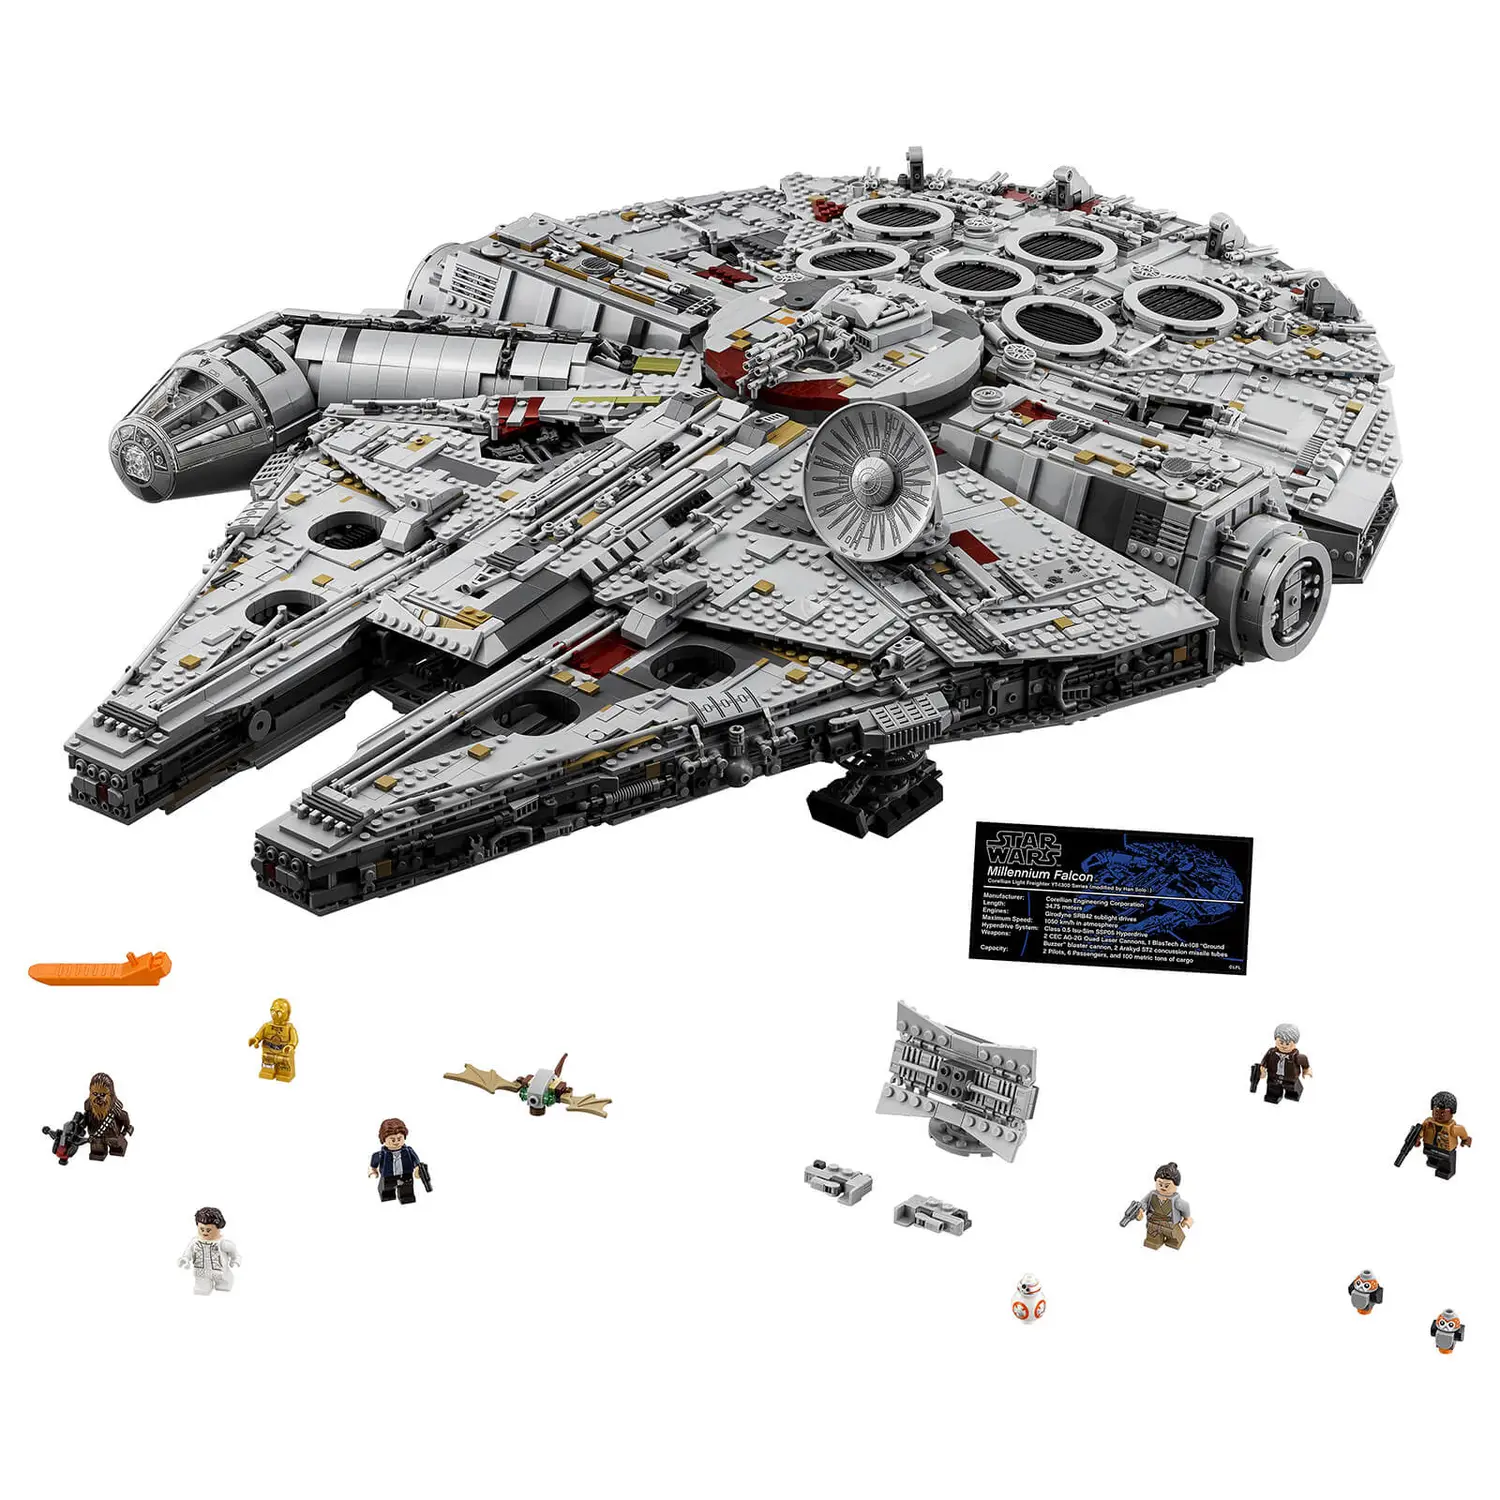 STAR
WARS
Millennium Falcon
Corellian Light Freighter YT1300 Series (modified by Han Solo.)
Manufacturer: Corellian Engineering Corporation
Length: 34.75 meters
Engines: Girodyne SRB42 sublight drives
Maximum Speed: 1050 km/h in atmosphere
Hyperdrive System: Class 0.5 Isu-Sim SSP05 Hyperdrive
Weapons: 2 CEC AG-2G Quad Laser Cannons, 1 BlasTech Ax-108 "Ground
Buzzer" blaster cannon, 2 Arakyd ST2 concussion missile tubes
Capacity: 2 Pilots, 6 Passengers, and 100 metric tons of cargo
©LFL